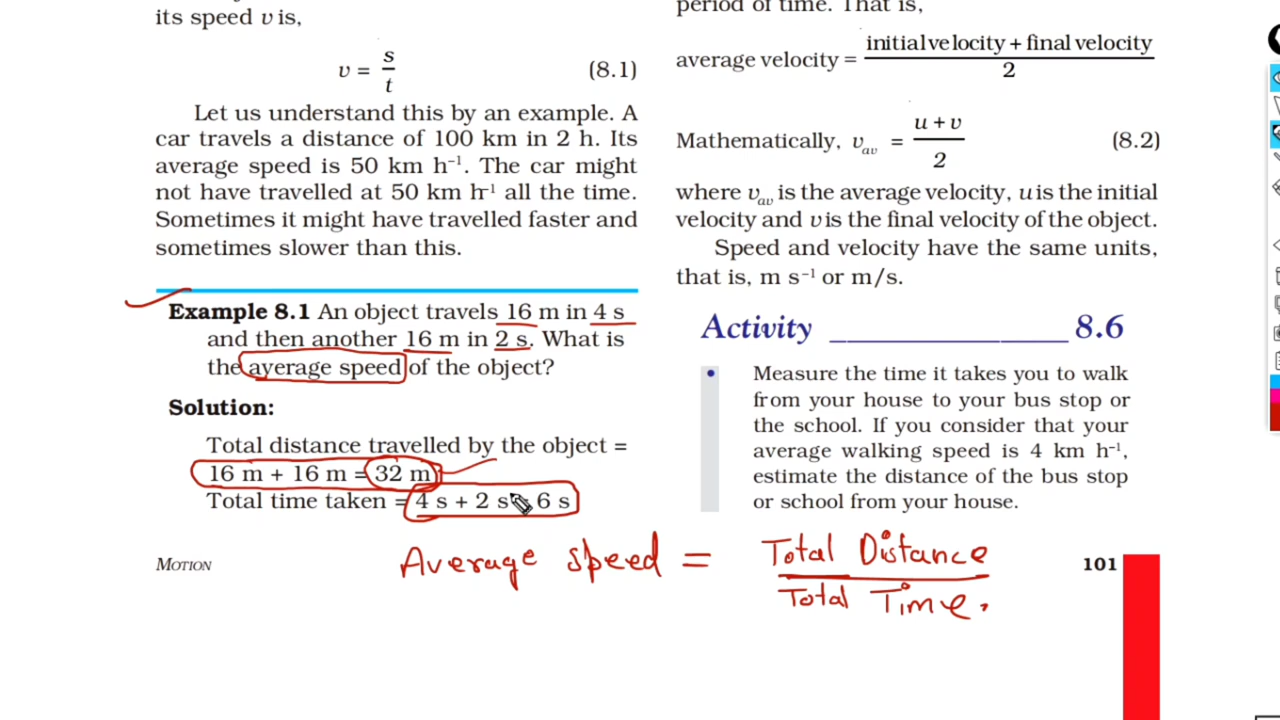 its speed v is,
v = s/t (8.1)
Let us understand this by an example. A
car travels a distance of 100 km in 2 h. Its
average speed is 50 km h⁻¹. The car might
not have travelled at 50 km h⁻¹ all the time.
Sometimes it might have travelled faster and
sometimes slower than this.
Example 8.1 An object travels 16 m in 4 s
and then another 16 m in 2 s. What is
the average speed of the object?
Solution:
Total distance travelled by the object =
16 m + 16 m = 32 m
Total time taken = 4 s + 2 s 6 s
MOTION
period of time. That is,
average velocity = initial velocity + final velocity
2
Mathematically, vₐᵥ = u + v
2
(8.2)
where vₐᵥ is the average velocity, u is the initial
velocity and v is the final velocity of the object.
Speed and velocity have the same units,
that is, m s⁻¹ or m/s.
Activity ____________________ 8.6
• Measure the time it takes you to walk
from your house to your bus stop or
the school. If you consider that your
average walking speed is 4 km h⁻¹,
estimate the distance of the bus stop
or school from your house.
101
Average speed = Total Distance
Total Time.